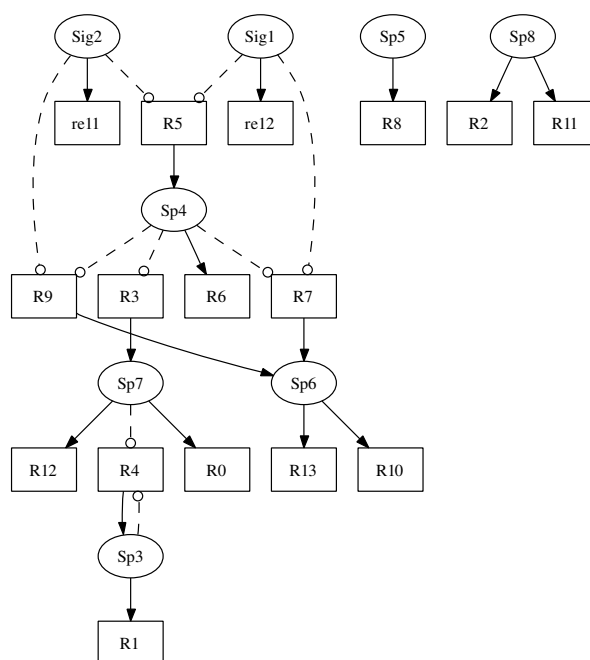 Sig2 Sig1 Sp5 Sp8
re11 R5 re12 R8 R2 R11
Sp4
R9 R3 R6 R7
Sp7 Sp6
R12 R4 R0 R13 R10
Sp3
R1